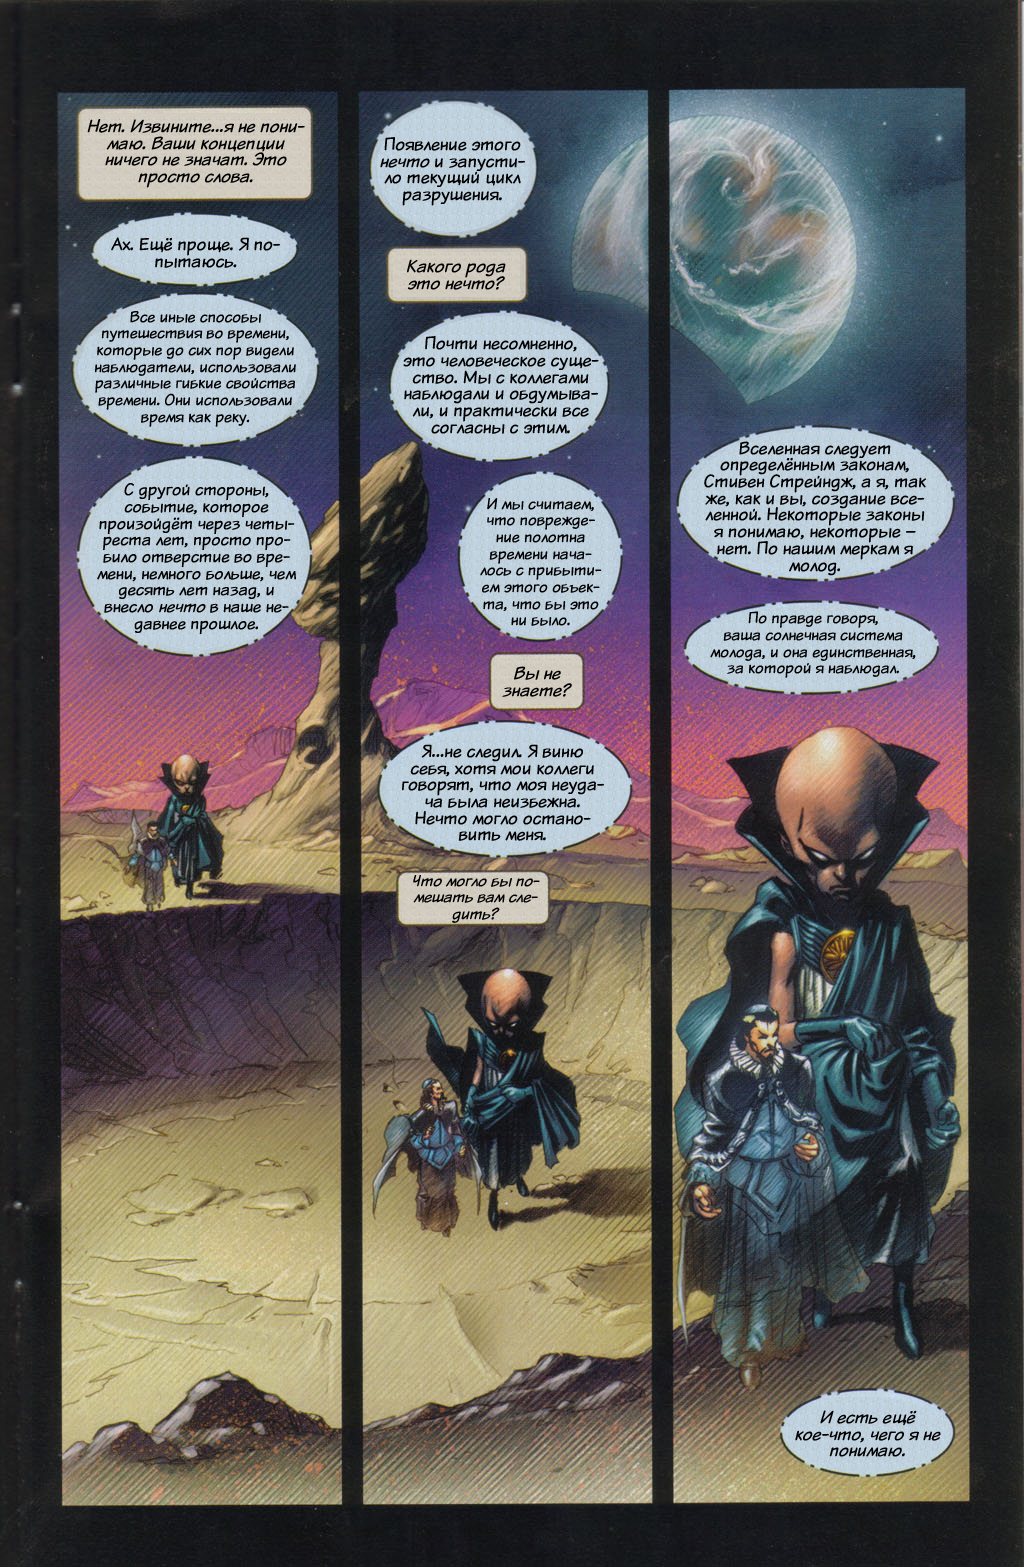 Нет. Извините...я не пони-
маю. Ваши концепции
ничего не значат. Это
просто слова.
Ах. Ещё проще. Я по-
пытаюсь.
Все иные способы
путешествия во времени,
которые до сих пор видели
наблюдатели, использовали
различные гибкие свойства
времени. Они использовали
время как реку.
С другой стороны,
событие, которое
произойдёт через четы-
реста лет, просто про-
било отверстие во вре-
мени, немного больше, чем
десять лет назад, и
внесло нечто в наше не-
давнее прошлое.
Появление этого
нечто и запусти-
ло текущий цикл
разрушения.
Какого рода
это нечто?
Почти несомненно,
это человеческое суще-
ство. Мы с коллегами
наблюдали и обдумыва-
ли, и практически все
согласны с этим.
И мы считаем,
что поврежде-
ние полотна
времени нача-
лось с прибыти-
ем этого объек-
та, что бы это
ни было.
Вы не
знаете?
Я...не следил. Я виню
себя, хотя мои коллеги
говорят, что моя неуда-
ча была неизбежна.
Нечто могло остано-
вить меня.
Что могло бы по-
мешать вам сле-
дить?
Вселенная следует
определённым законам,
Стивен Стрейндж, а я, так
же, как и вы, создание все-
ленной. Некоторые законы
я понимаю, некоторые –
нет. По нашим меркам я
молод.
По правде говоря,
ваша солнечная система
молода, и она единственная,
за которой я наблюдал.
И есть ещё
кое-что, чего я не
понимаю.